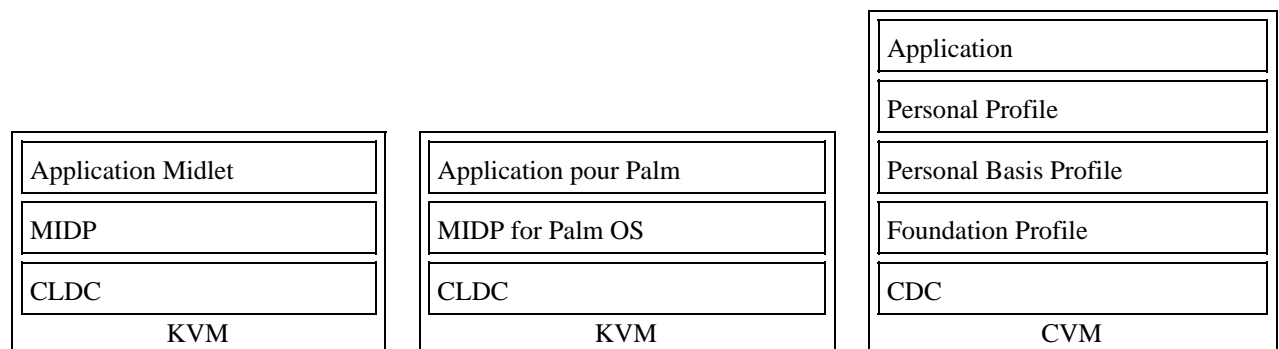 Application Midlet
MIDP
CLDC
KVM
Application pour Palm
MIDP for Palm OS
CLDC
KVM
Application
Personal Profile
Personal Basis Profile
Foundation Profile
CDC
CVM